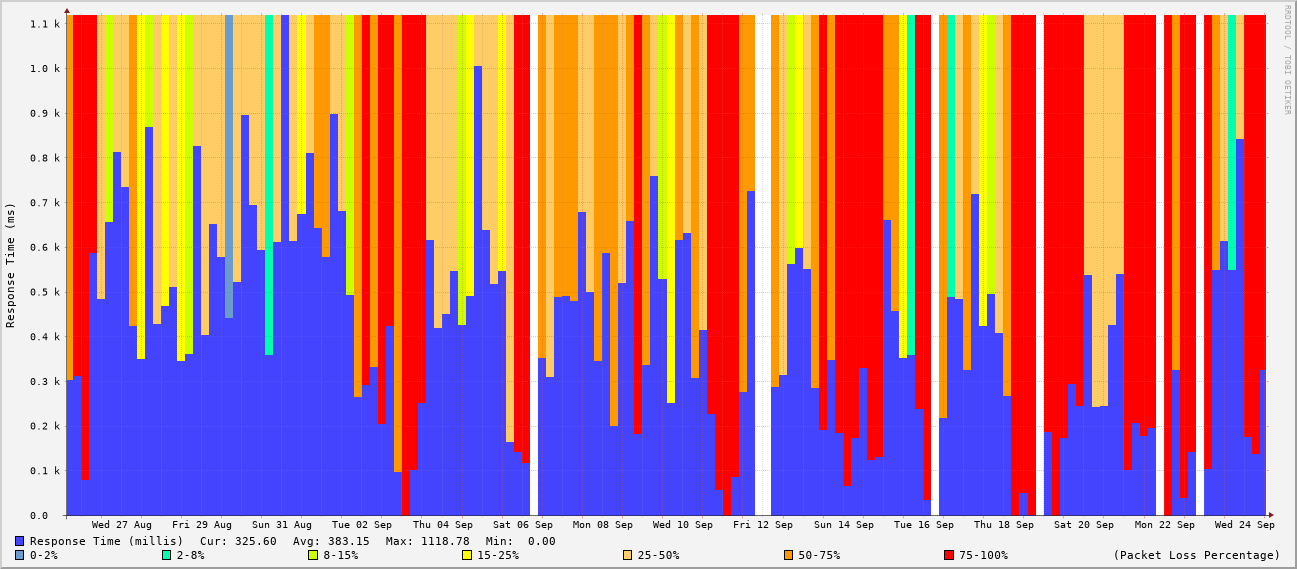 RRDTOOL / TOBI OETIKER
Response Time (ms)
1.1 k
1.0 k
0.9 k
0.8 k
0.7 k
0.6 k
0.5 k
0.4 k
0.3 k
0.2 k
0.1 k
0.0
Wed 27 Aug Fri 29 Aug Sun 31 Aug Tue 02 Sep Thu 04 Sep Sat 06 Sep Mon 08 Sep Wed 10 Sep Fri 12 Sep Sun 14 Sep Tue 16 Sep Thu 18 Sep Sat 20 Sep Mon 22 Sep Wed 24 Sep
Response Time (millis) Cur: 325.60 Avg: 383.15 Max: 1118.78 Min: 0.00
0-2% 2-8% 8-15% 15-25% 25-50% 50-75% 75-100% (Packet Loss Percentage)